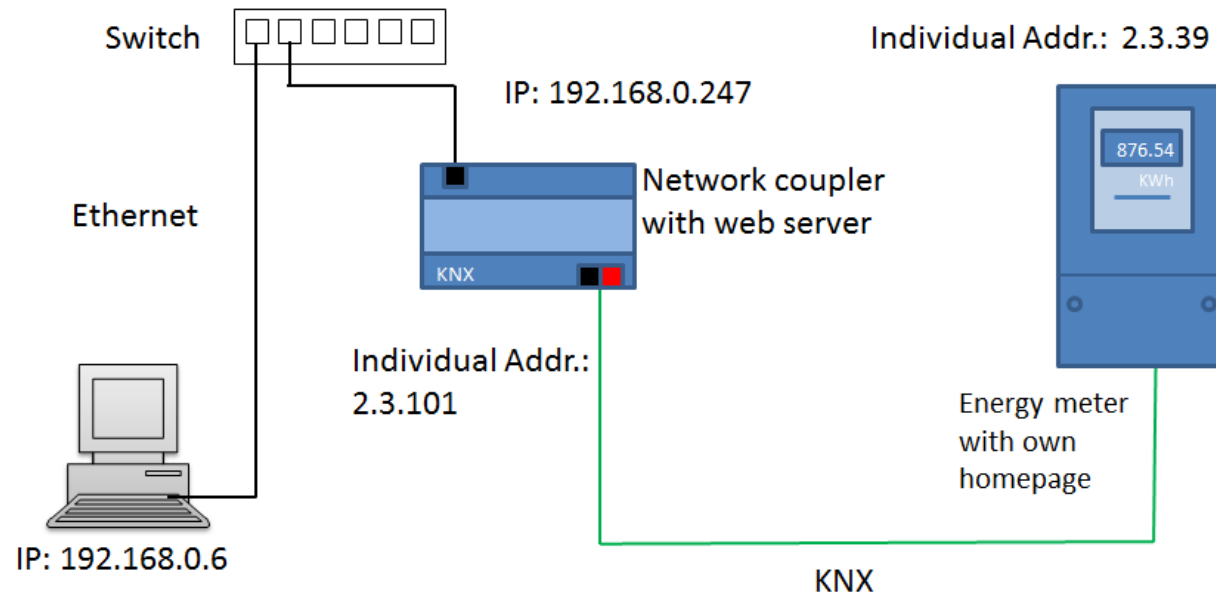 Switch
Individual Addr.: 2.3.39
IP: 192.168.0.247
876.54
KWh
Network coupler
with web server
Ethernet
KNX
Individual Addr.:
2.3.101
Energy meter
with own
homepage
IP: 192.168.0.6
KNX